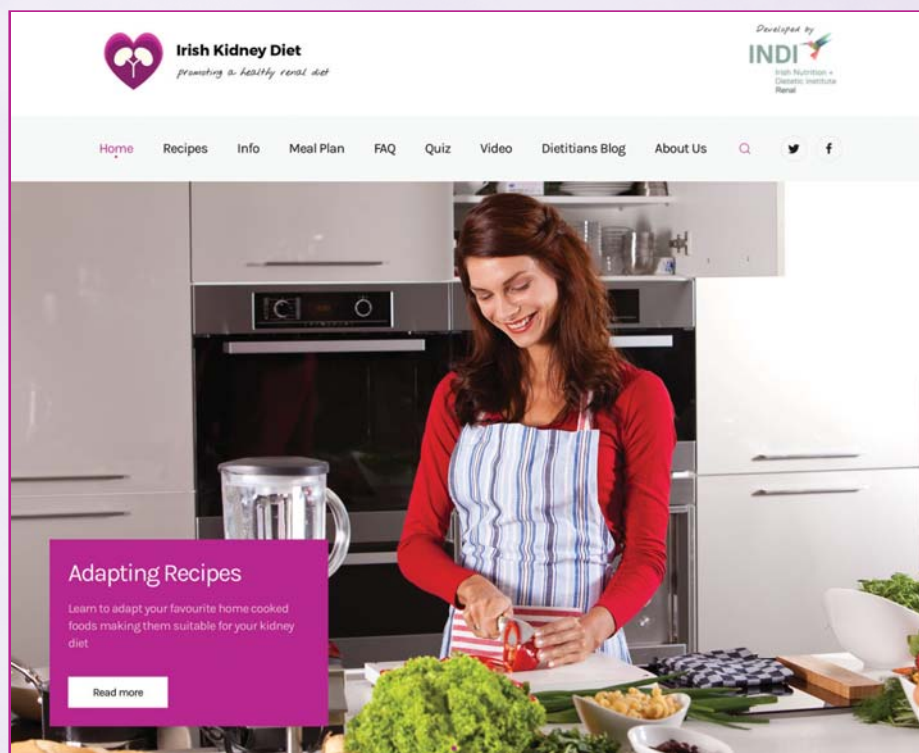 Irish Kidney Diet
promoting a healthy renal diet
Developed by
INDI
Irish Nutrition +
Dietetic Institute
Renal
Home Recipes Info Meal Plan FAQ Quiz Video Dietitians Blog About Us
Adapting Recipes
Learn to adapt your favourite home cooked
foods making them suitable for your kidney
diet
Read more